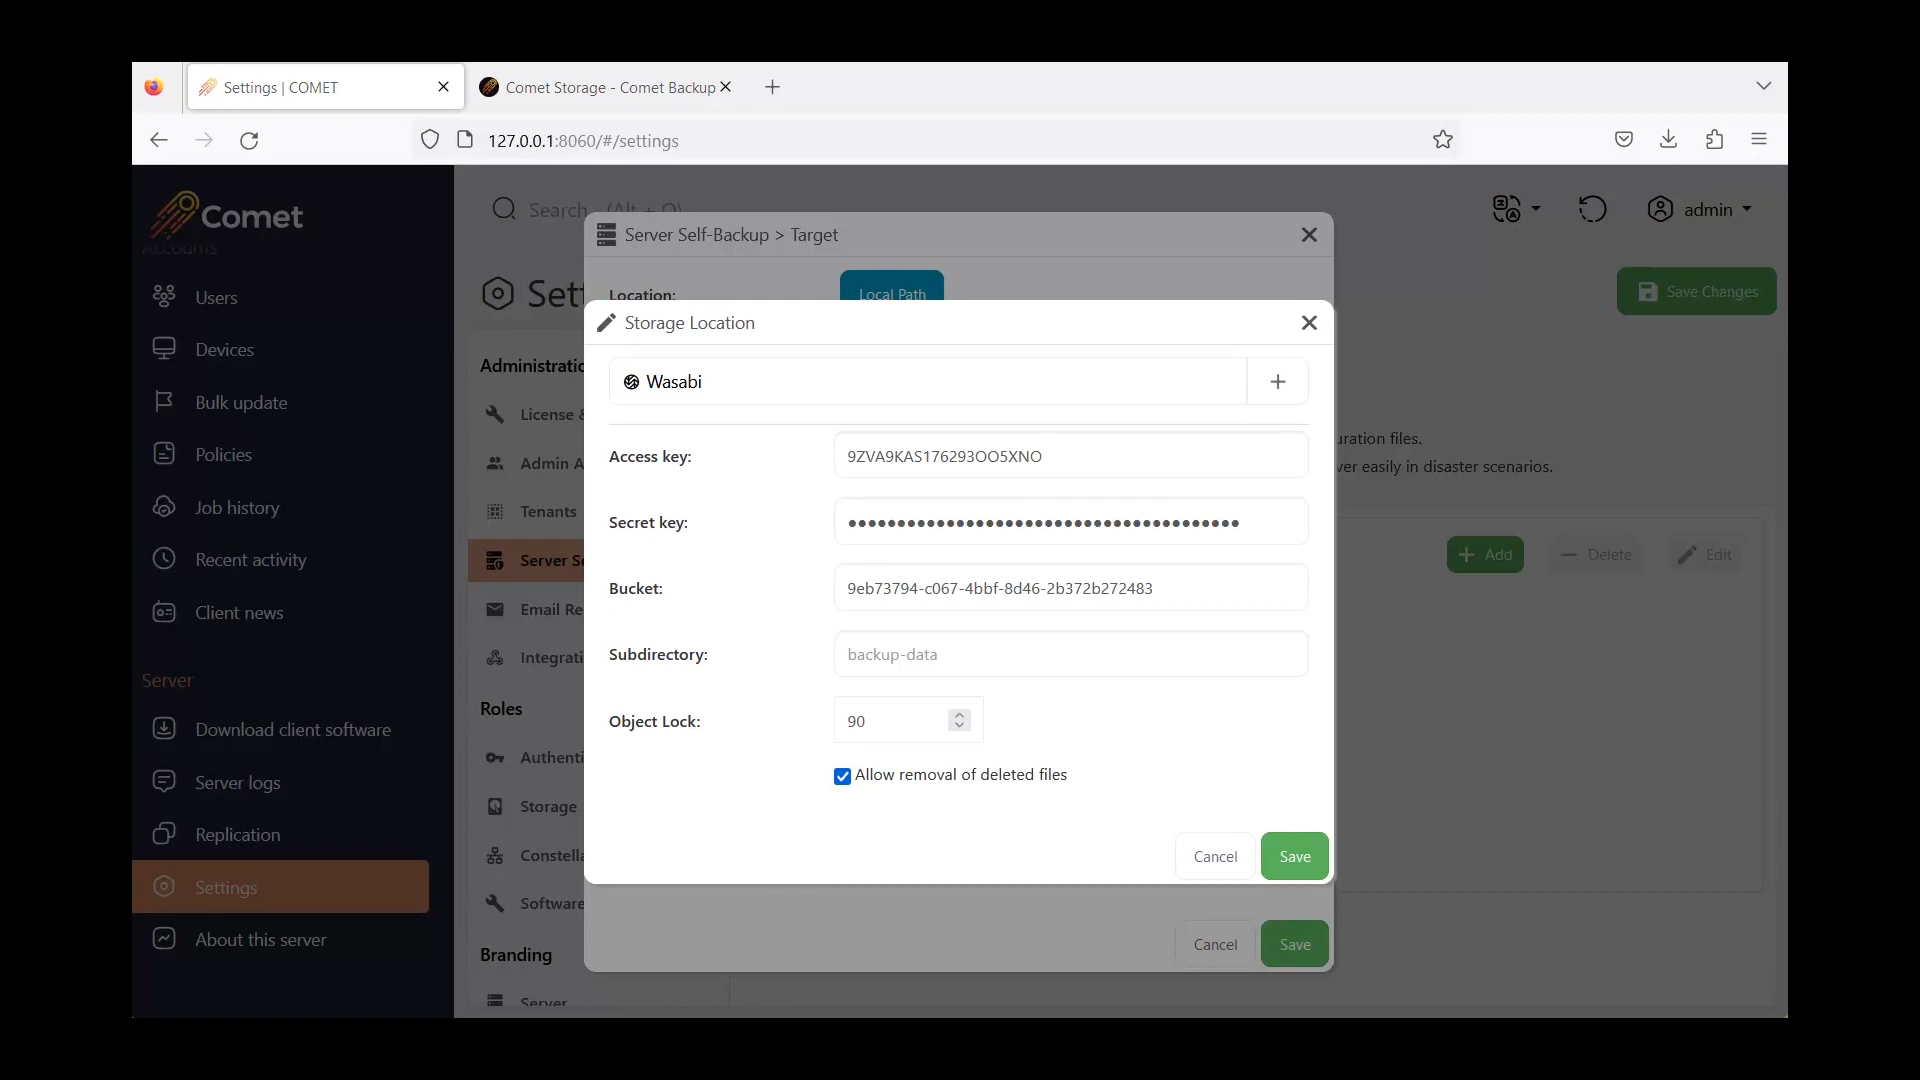 Settings | COMET
Comet Storage - Comet Backup
127.0.0.1:8060/#/settings
Comet
Accounts
Users
Devices
Bulk update
Policies
Job history
Recent activity
Client news
Server
Download client software
Server logs
Replication
Settings
About this server
Search... (Alt + Q)
admin
Save Changes
Administratio
License &
Admin A
Tenants
Server Se
Email Re
Integrati
Roles
Authenti
Storage
Constella
Software
Branding
Server
uration files.
ver easily in disaster scenarios.
Add
Delete
Edit
Server Self-Backup > Target
Location:
Local Path
Storage Location
Wasabi
Access key:
9ZVA9KAS176293OO5XNO
Secret key:
••••••••••••••••••••••••••••••••••••••••
Bucket:
9eb73794-c067-4bbf-8d46-2b372b272483
Subdirectory:
backup-data
Object Lock:
90
Allow removal of deleted files
Cancel
Save
Cancel
Save